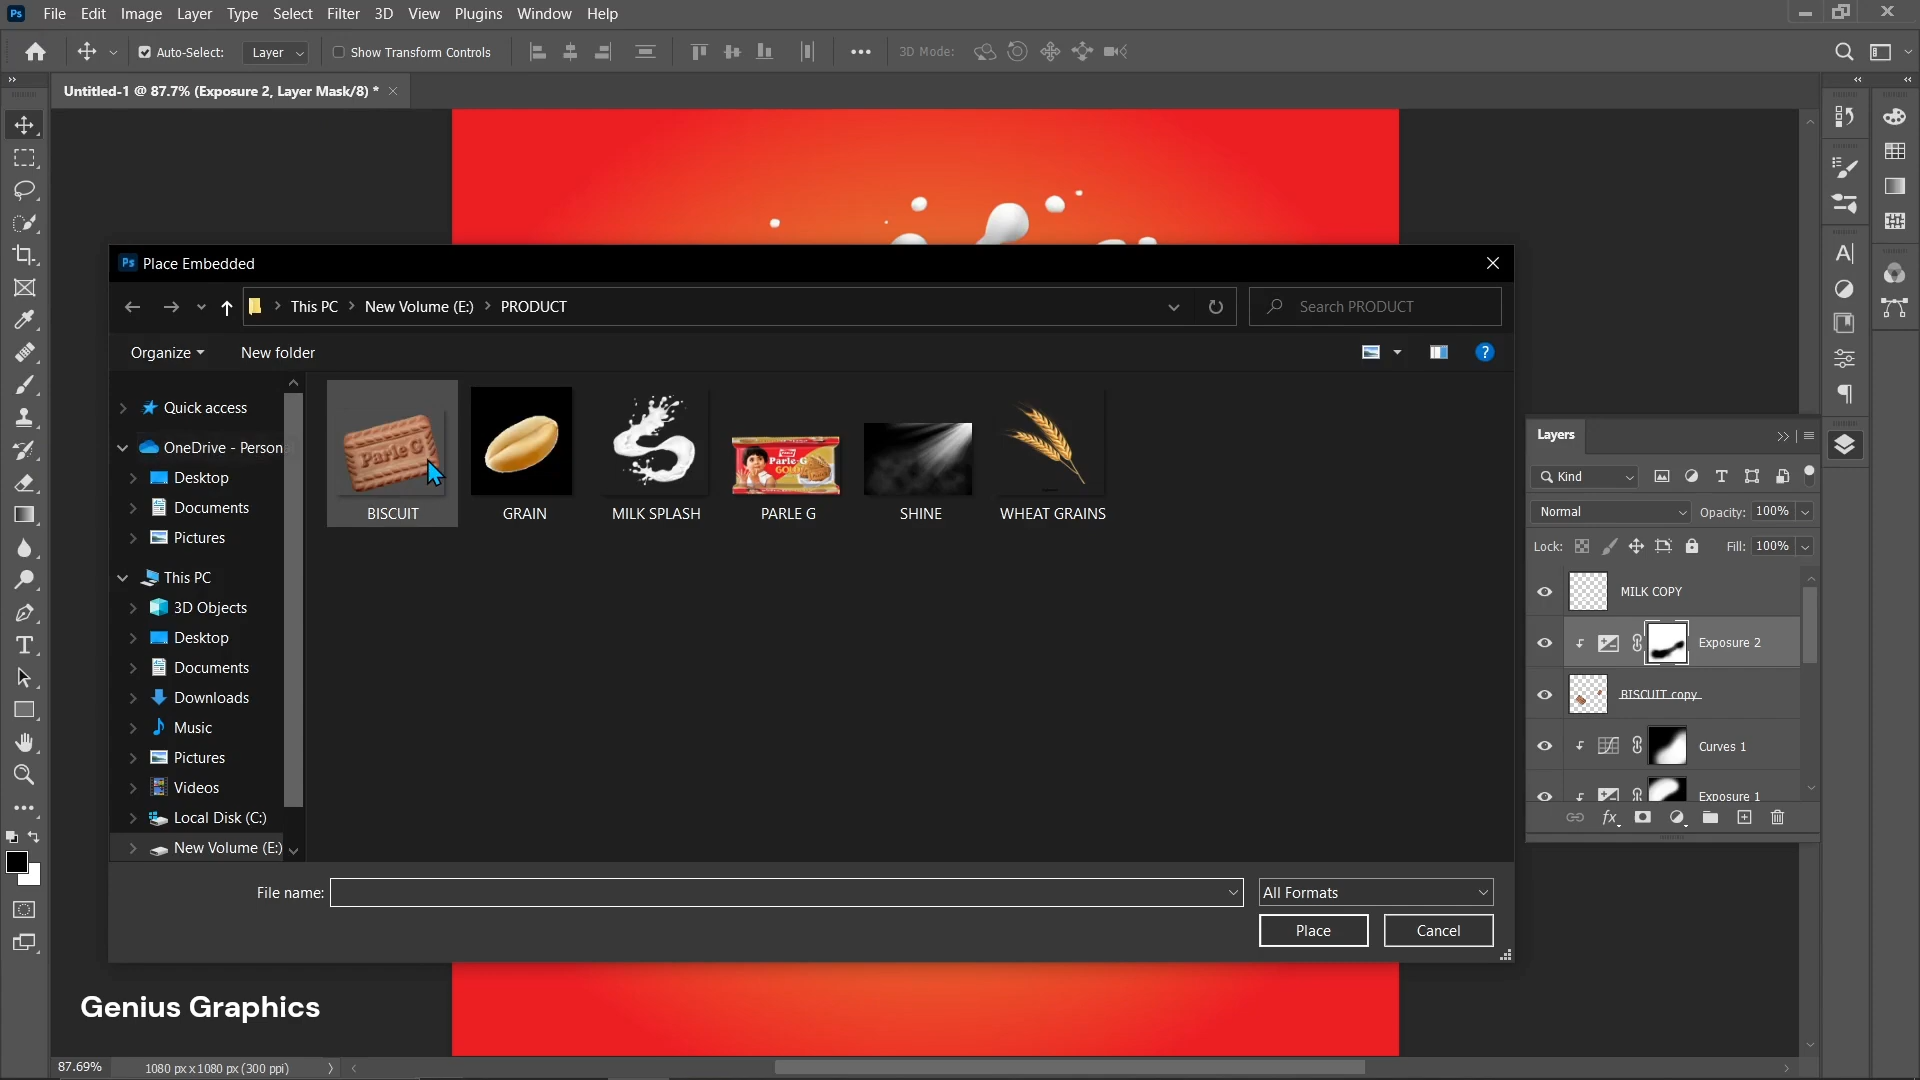 Ps File Edit Image Layer Type Select Filter 3D View Plugins Window Help
Auto-Select: Layer Show Transform Controls 3D Mode:
Untitled-1 @ 87.7% (Exposure 2, Layer Mask/8) *
Ps Place Embedded
This PC New Volume (E:) PRODUCT Search PRODUCT
Organize New folder
Quick access
OneDrive - Person
Desktop
Documents
Pictures
This PC
3D Objects
Desktop
Documents
Downloads
Music
Pictures
Videos
Local Disk (C:)
New Volume (E:)
Parle G
Parle-G
GOLD
BISCUIT GRAIN MILK SPLASH PARLE G SHINE WHEAT GRAINS
File name: All Formats
Place Cancel
Layers
Kind
Normal Opacity: 100%
Lock: Fill: 100%
MILK COPY
Exposure 2
BISCUIT copy
Curves 1
Exposure 1
fx
Genius Graphics
87.69% 1080 px x 1080 px (300 ppi)